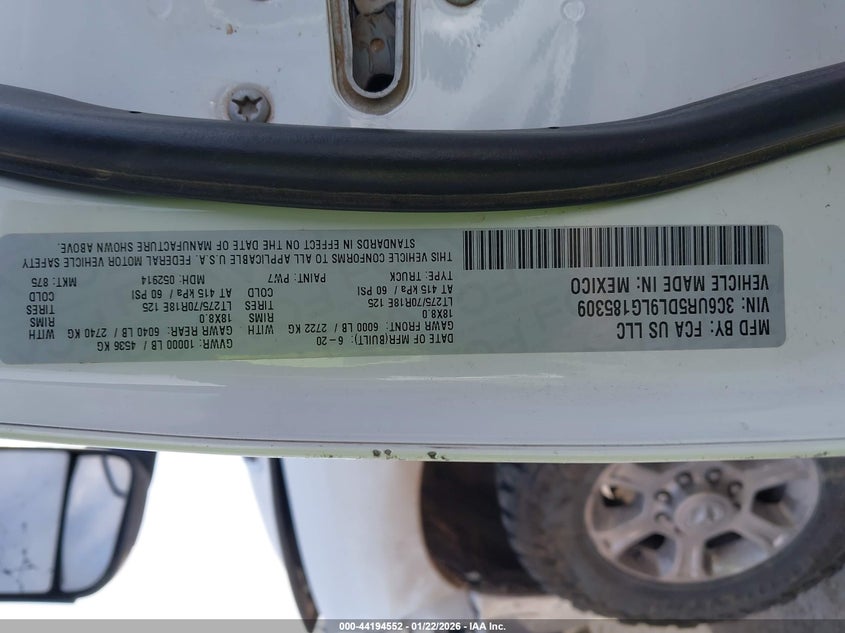 MFD BY: FCA US LLC
VIN: 3C6UR5DL9LG185309
VEHICLE MADE IN: MEXICO
DATE OF MFR(BUILT): 6-20 GVWR: 10000 LB / 4536 KG
GAWR FRONT: 6000 LB / 2722 KG WITH GAWR REAR: 6040 LB / 2740 KG WITH
18X8.0 RIMS 18X8.0 RIMS
LT275/70R18E 125 TIRES LT275/70R18E 125 TIRES
AT 415 kPa / 60 PSI COLD AT 415 kPa / 60 PSI COLD
TYPE: TRUCK PAINT: PW7 MDH: 052914 MKT: 875
THIS VEHICLE CONFORMS TO ALL APPLICABLE U.S.A. FEDERAL MOTOR VEHICLE SAFETY
STANDARDS IN EFFECT ON THE DATE OF MANUFACTURE SHOWN ABOVE.
000-44194552 - 01/22/2026 - IAA Inc.